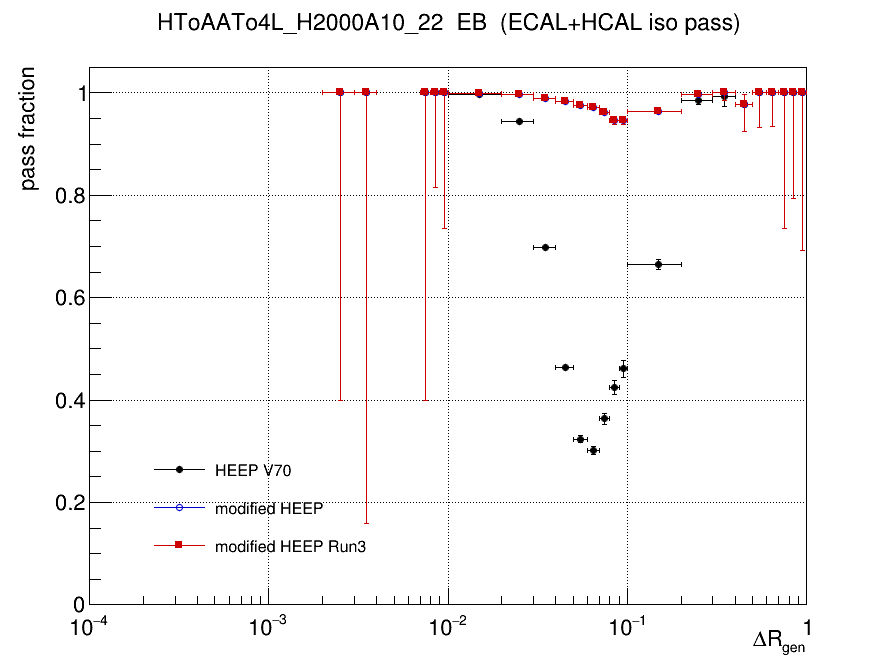 HToAATo4L_H2000A10_22 EB (ECAL+HCAL iso pass)
pass fraction
1
0.8
0.6
0.4
0.2
0
HEEP V70
modified HEEP
modified HEEP Run3
10⁻⁴ 10⁻³ 10⁻² 10⁻¹ 1
ΔR_gen